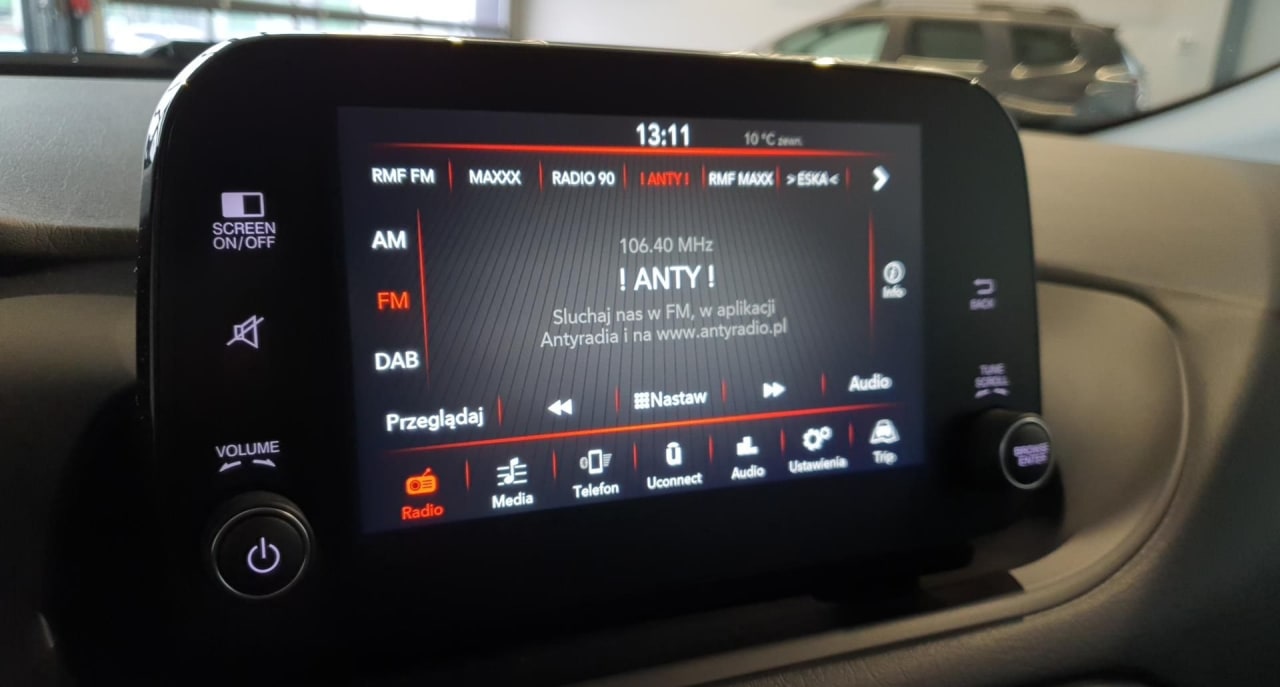 13:11
10 °C zewn.
RMF FM
MAXXX
RADIO 90
! ANTY !
RMF MAXX
> ESKA <
SCREEN
ON/OFF
AM
FM
DAB
106.40 MHz
! ANTY !
Sluchaj nas w FM, w aplikacji
Antyradia i na www.antyradio.pl
Info
BACK
TUNE
SCROLL
Przeglądaj
Nastaw
Audio
VOLUME
Radio
Media
Telefon
Uconnect
Audio
Ustawienia
Trip
BROWSE
ENTER